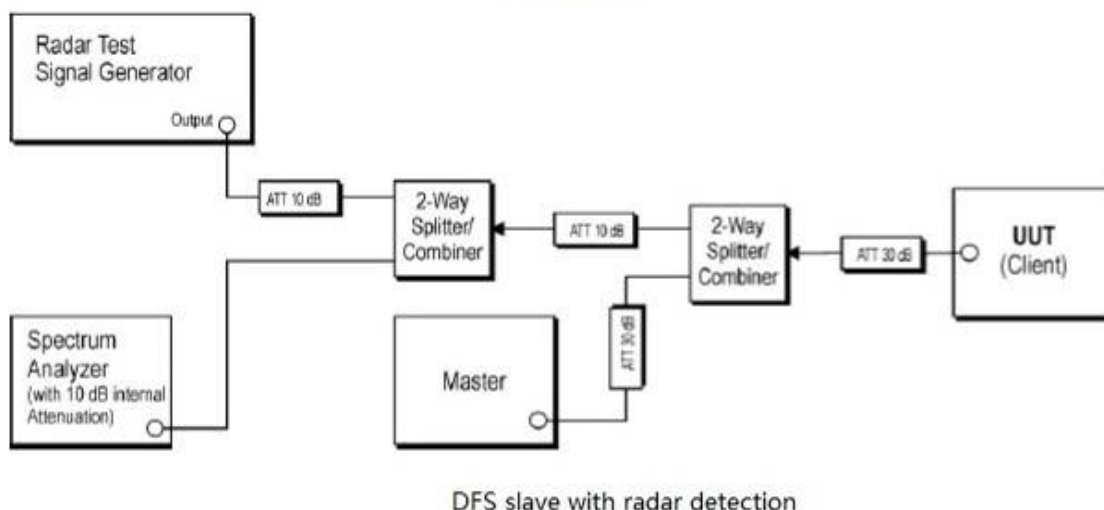 Radar Test
Signal Generator
Output
ATT 10 dB
2-Way
Splitter/
Combiner
ATT 10 dB
2-Way
Splitter/
Combiner
ATT 30 dB
UUT
(Client)
Spectrum
Analyzer
(with 10 dB internal
Attenuation)
Master
ATT 30 dB
DFS slave with radar detection